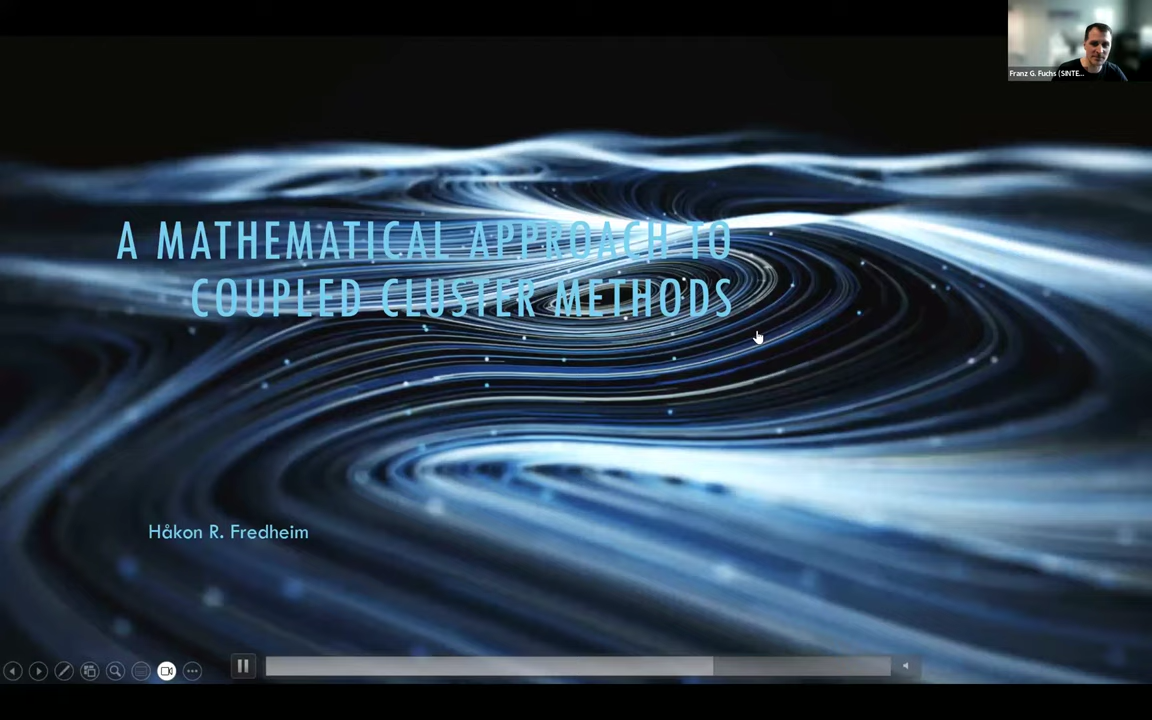 Franz G. Fuchs (SINTE...
A MATHEMATICAL APPROACH TO
COUPLED CLUSTER METHODS
Håkon R. Fredheim